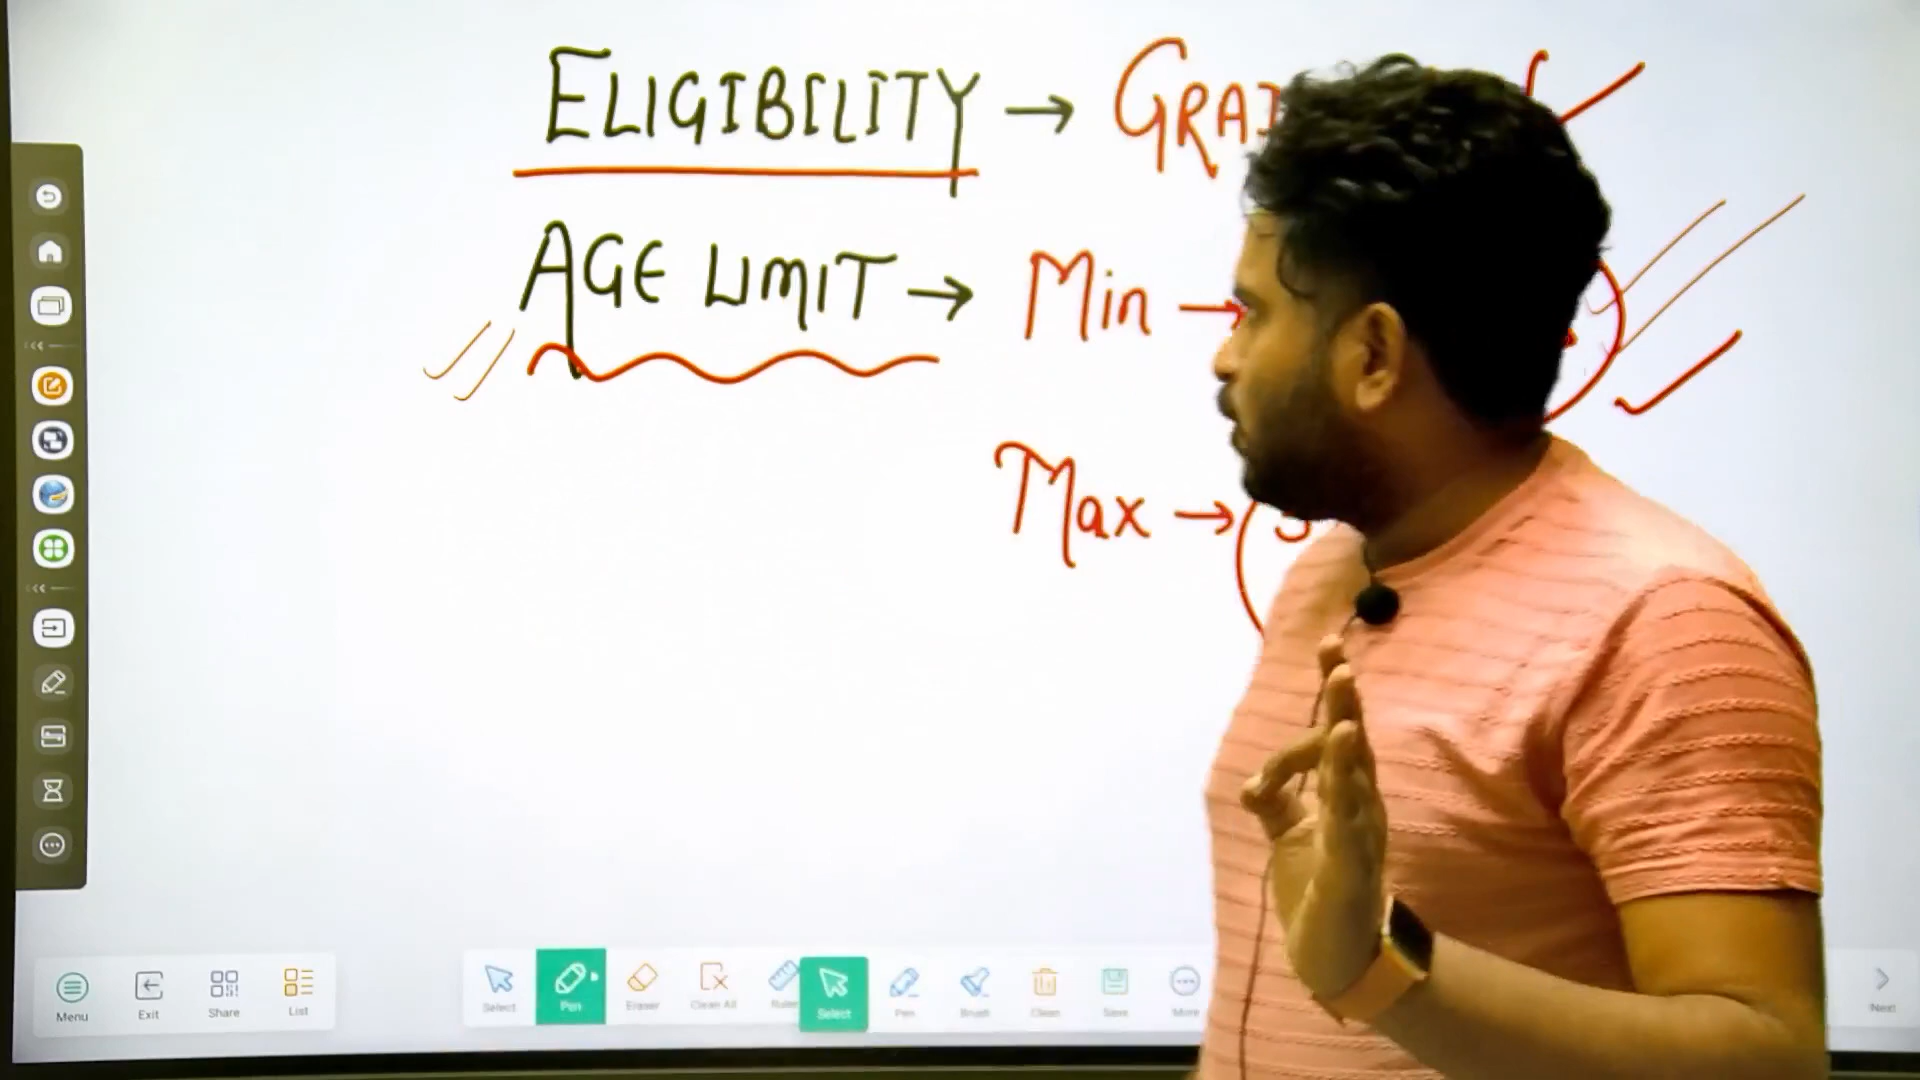 ELIGIBILITY →
AGE LIMIT → Min →
Max →
Menu
Exit
Share
List
Select
Pen
Eraser
Clean All
Ruler
Select
Pen
Brush
Clean
Save
More
Next